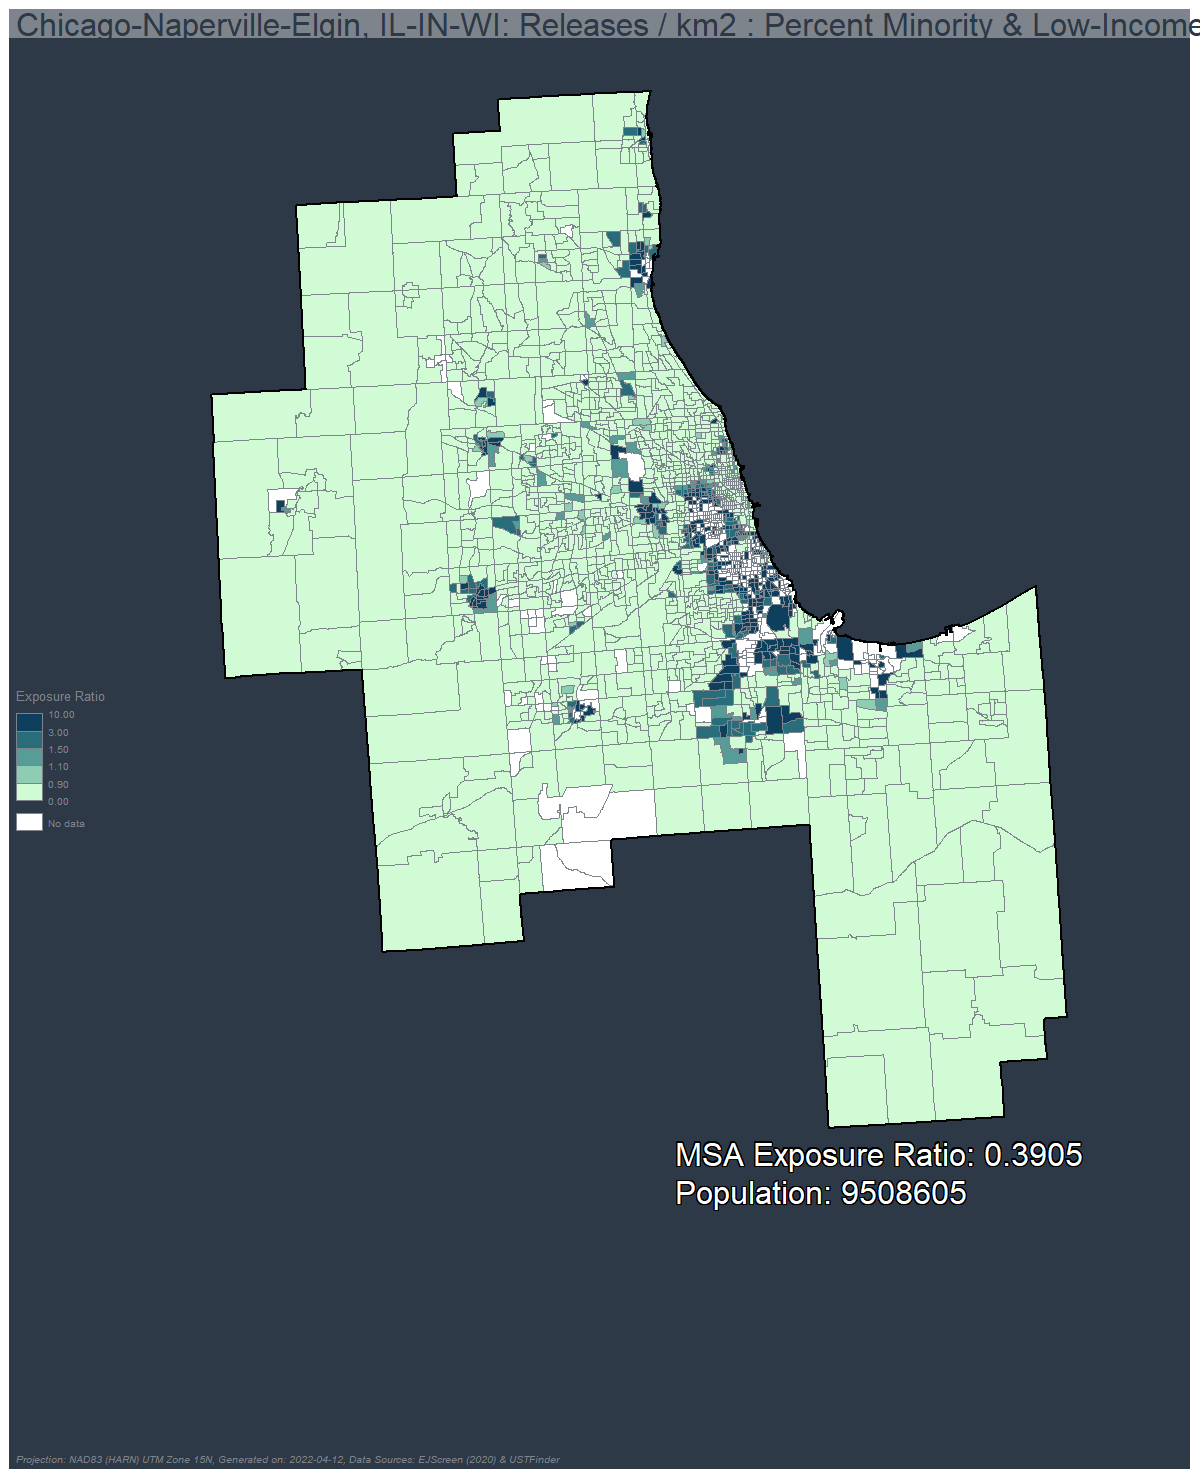 Chicago-Naperville-Elgin, IL-IN-WI: Releases / km2 : Percent Minority & Low-Income
Exposure Ratio
10.00
3.00
1.50
1.10
0.90
0.00
No data
MSA Exposure Ratio: 0.3905
Population: 9508605
Projection: NAD83 (HARN) UTM Zone 15N, Generated on: 2022-04-12, Data Sources: EJScreen (2020) & USTFinder